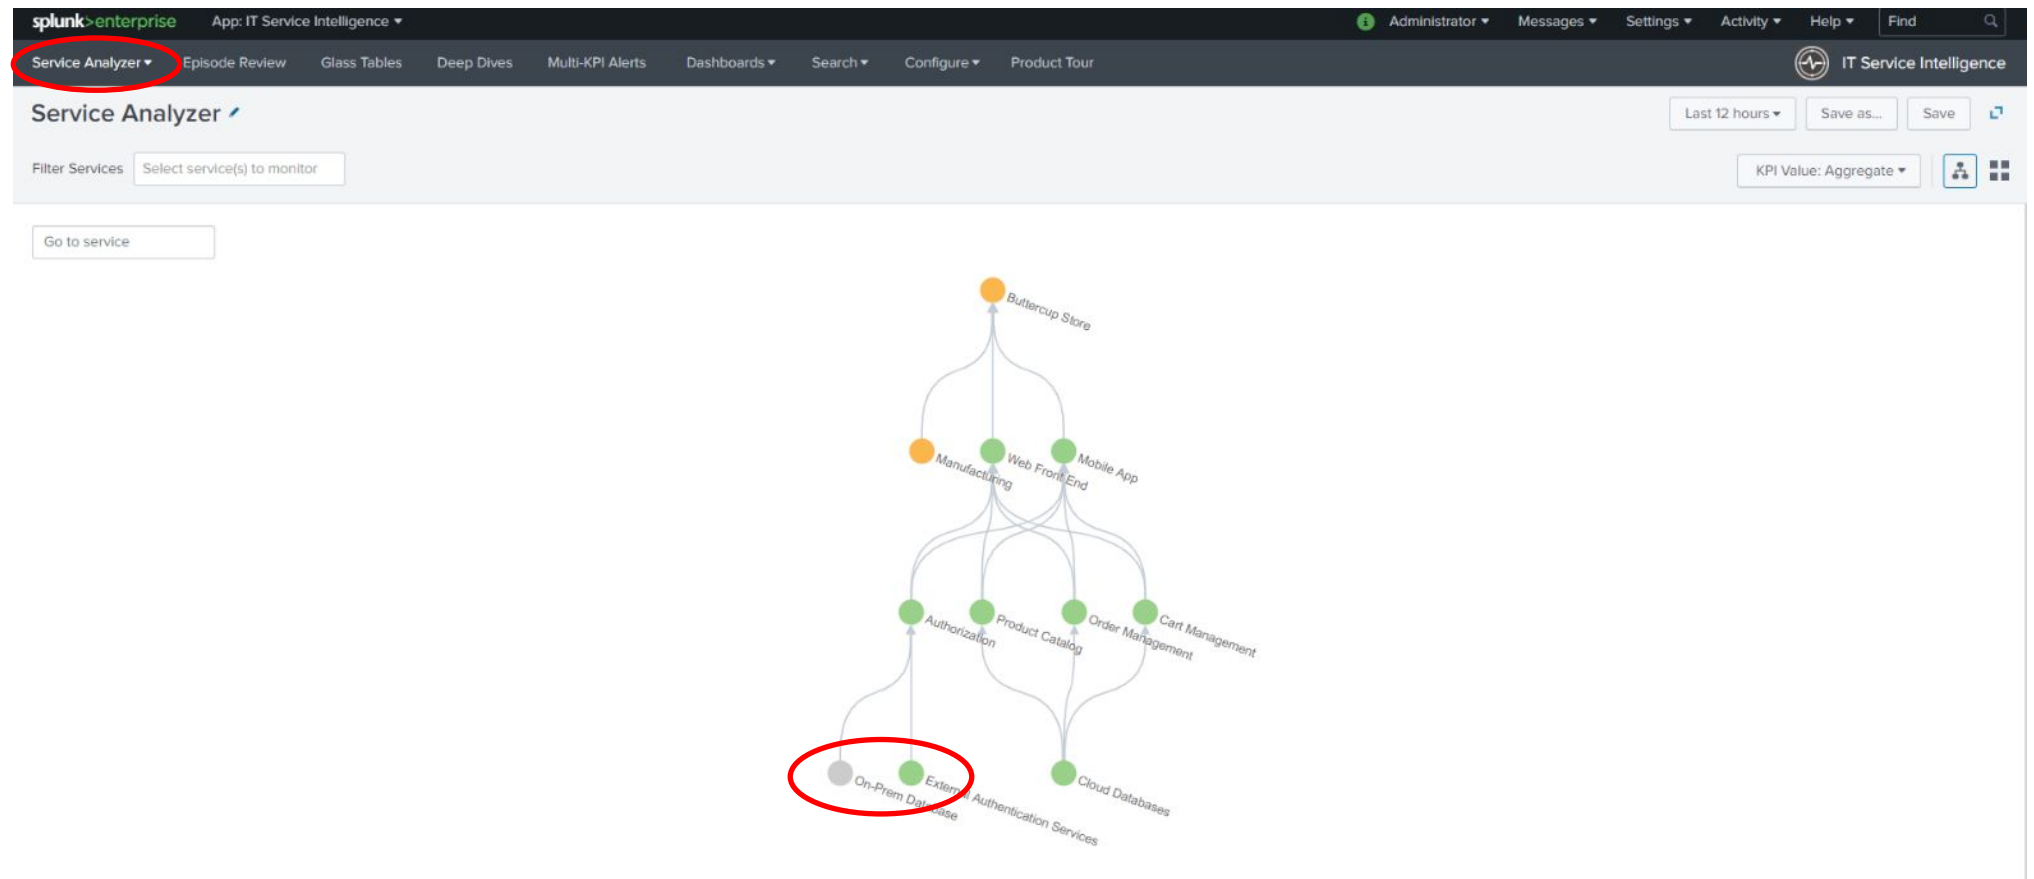 splunk>enterprise App: IT Service Intelligence Administrator Messages Settings Activity Help Find
Service Analyzer Episode Review Glass Tables Deep Dives Multi-KPI Alerts Dashboards Search Configure Product Tour IT Service Intelligence
Service Analyzer Last 12 hours Save as... Save
Filter Services Select service(s) to monitor KPI Value: Aggregate
Go to service
Buttercup Store
Manufacturing
Web Front End
Mobile App
Authorization
Product Catalog
Order Management
Cart Management
On-Prem Database
External Authentication Services
Cloud Databases